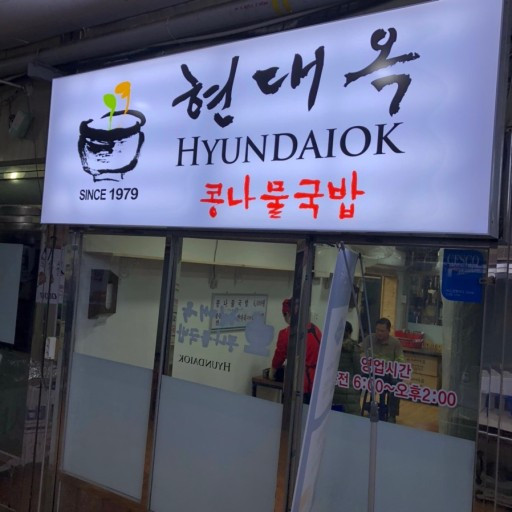 현대옥
HYUNDAIOK
SINCE 1979
콩나물국밥
CESCO
HYUNDAIOK
영업시간
전 6:00~오후2:00